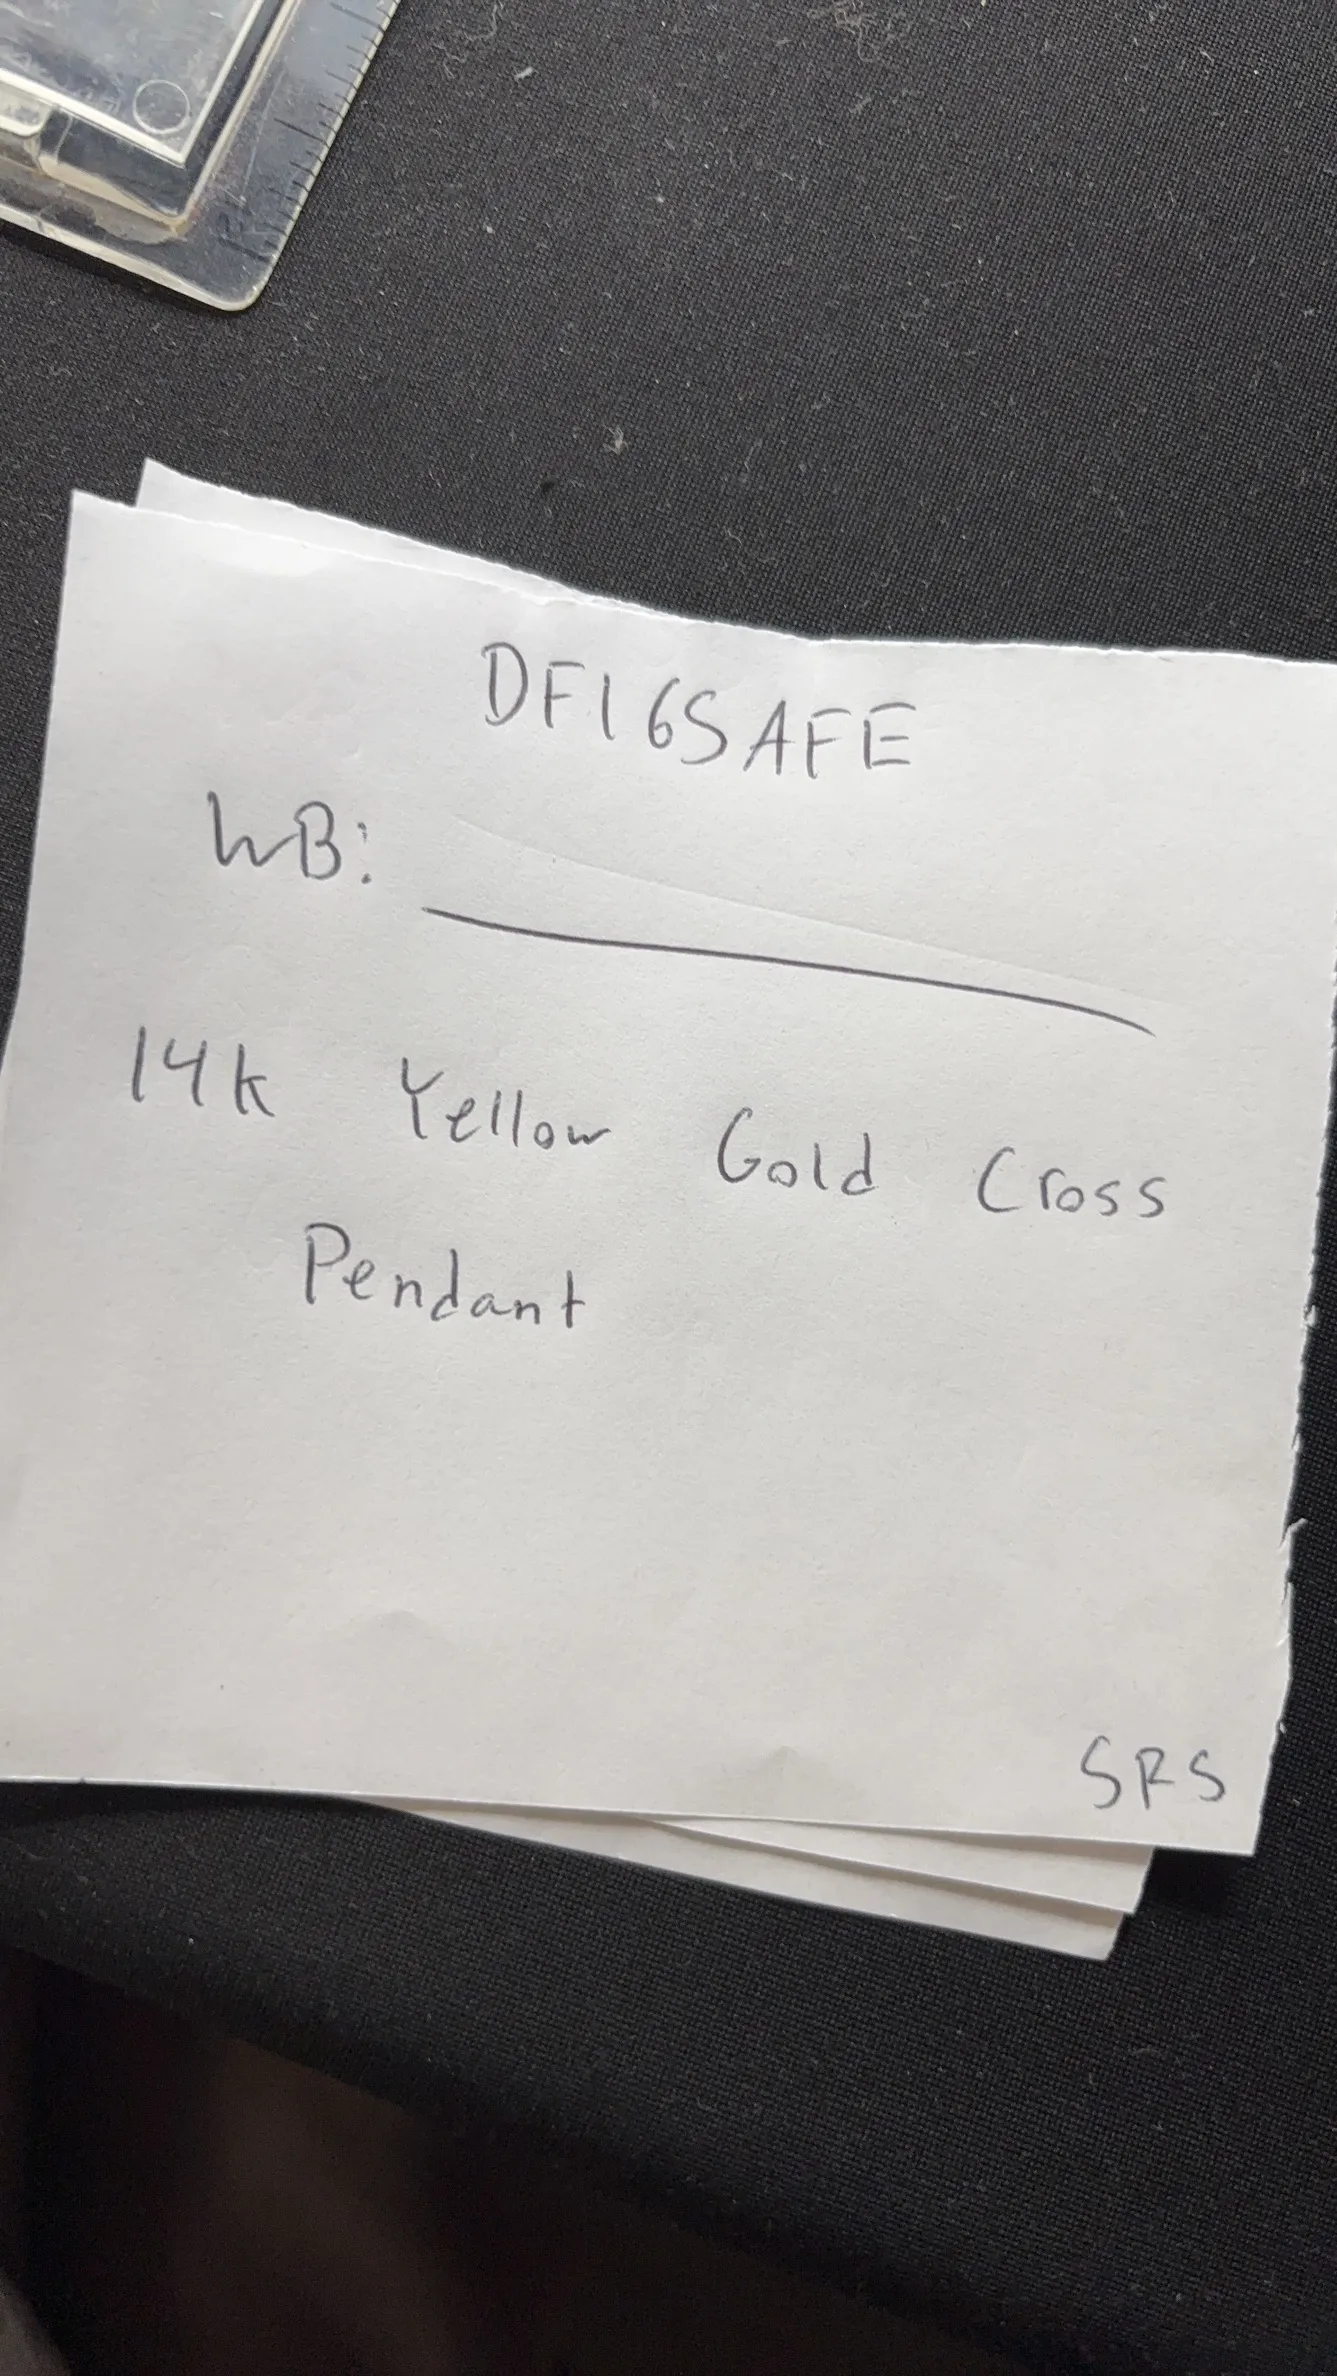 DF16SAFE
WB:
14k Yellow Gold Cross
Pendant
SRS